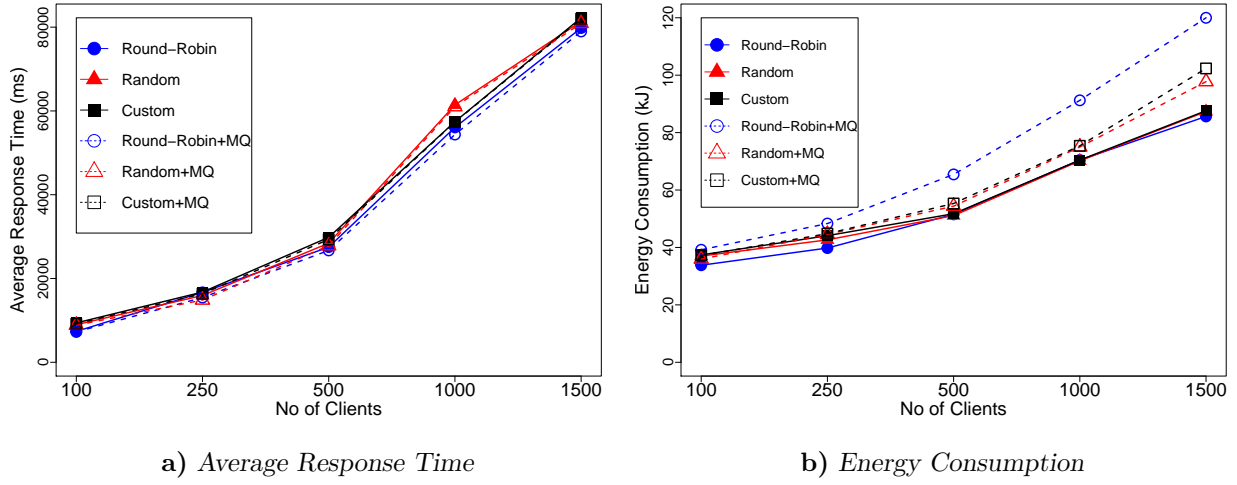 Average Response Time (ms)
0
20000
40000
60000
80000
Round−Robin
Random
Custom
Round−Robin+MQ
Random+MQ
Custom+MQ
100
250
500
1000
1500
No of Clients
a) Average Response Time
Energy Consumption (kJ)
0
20
40
60
80
100
120
Round−Robin
Random
Custom
Round−Robin+MQ
Random+MQ
Custom+MQ
100
250
500
1000
1500
No of Clients
b) Energy Consumption